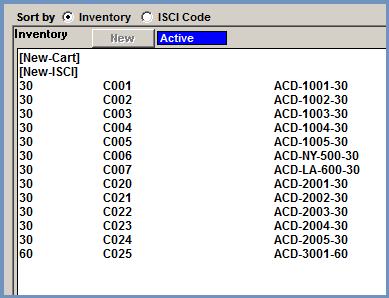 Sort by Inventory ISCI Code
Inventory New Active
[New-Cart]
[New-ISCI]
30 C001 ACD-1001-30
30 C002 ACD-1002-30
30 C003 ACD-1003-30
30 C004 ACD-1004-30
30 C005 ACD-1005-30
30 C006 ACD-NY-500-30
30 C007 ACD-LA-600-30
30 C020 ACD-2001-30
30 C021 ACD-2002-30
30 C022 ACD-2003-30
30 C023 ACD-2004-30
30 C024 ACD-2005-30
60 C025 ACD-3001-60